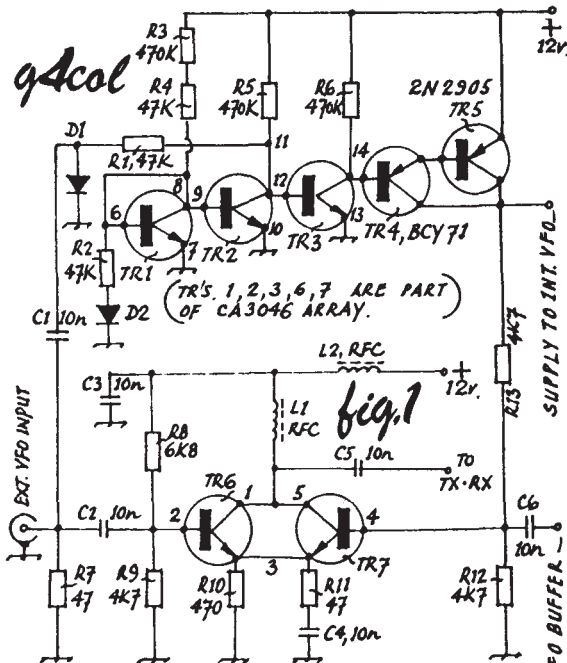 g4col
R3
470K
R4
47K
R5
470K
R6
470K
2N2905
TR5
+
12v.
D1
R1, 47K
11
14
8
9
12
13
6
7
10
TR1
TR2
TR3
TR4, BCY 71
R2
47K
D2
C1
10n
(TR'S. 1, 2, 3, 6, 7 ARE PART
OF CA3046 ARRAY.)
SUPPLY TO INT. VFO
4K7
R13
L2, RFC
+
12v.
C3
10n
L1
RFC
fig.1
R8
6K8
C5
10n
TO
TX·RX
EXT. VFO INPUT
C2
10n
TR6
1
5
2
4
3
TR7
C6
10n
R7
47
R9
4K7
R10
470
R11
47
C4, 10n
R12
4K7
FO BUFFER